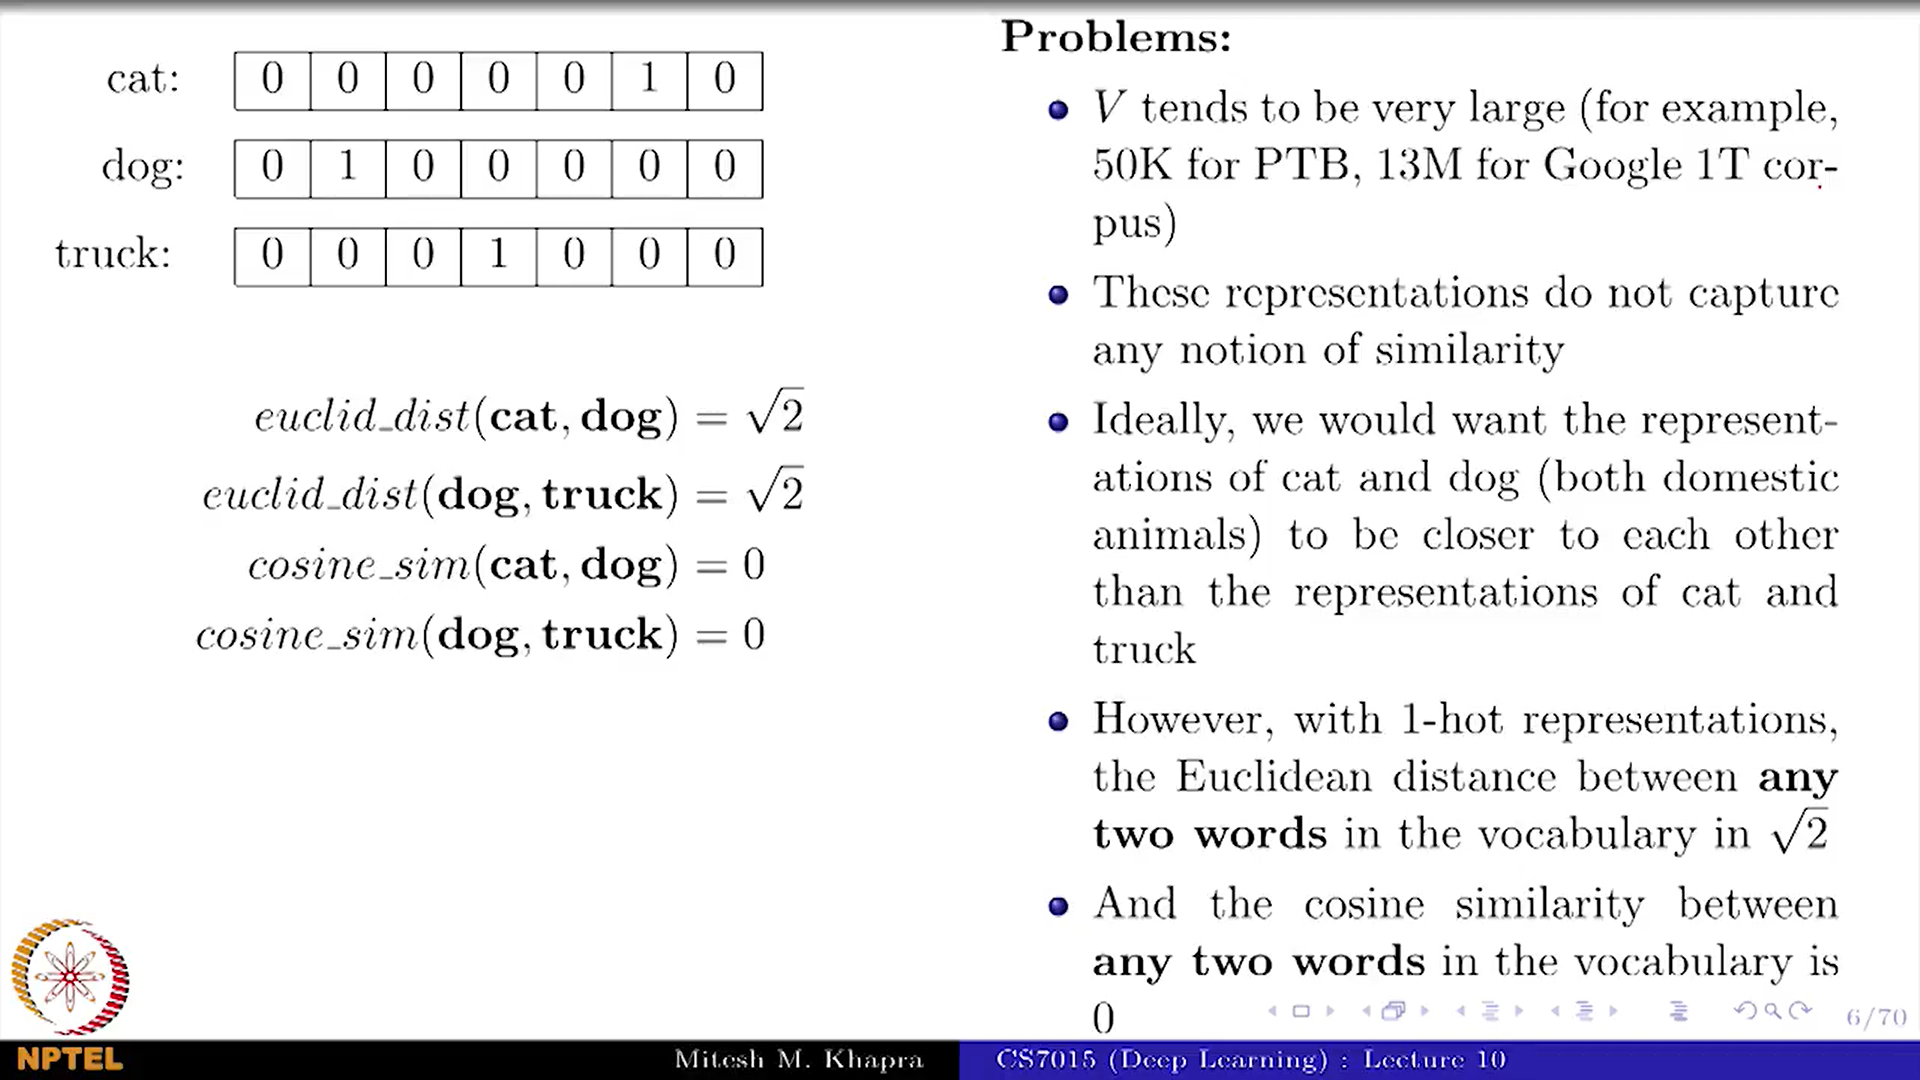 cat: 0 0 0 0 0 1 0
dog: 0 1 0 0 0 0 0
truck: 0 0 0 1 0 0 0
euclid_dist(cat, dog) = √2
euclid_dist(dog, truck) = √2
cosine_sim(cat, dog) = 0
cosine_sim(dog, truck) = 0
Problems:
V tends to be very large (for example,
50K for PTB, 13M for Google 1T cor-
pus)
These representations do not capture
any notion of similarity
Ideally, we would want the represent-
ations of cat and dog (both domestic
animals) to be closer to each other
than the representations of cat and
truck
However, with 1-hot representations,
the Euclidean distance between any
two words in the vocabulary in √2
And the cosine similarity between
any two words in the vocabulary is
0
6/70
NPTEL
Mitesh M. Khapra
CS7015 (Deep Learning) : Lecture 10